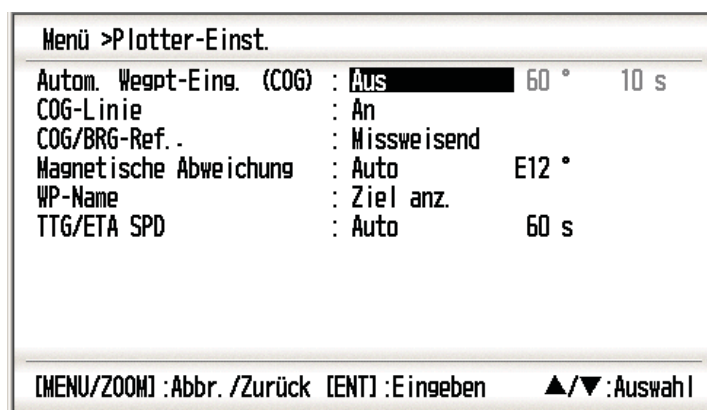 Menü >Plotter-Einst.
Autom. Wegpt-Eing. (COG) : Aus 60 ° 10 s
COG-Linie : An
COG/BRG-Ref.. : Missweisend
Magnetische Abweichung : Auto E12 °
WP-Name : Ziel anz.
TTG/ETA SPD : Auto 60 s
[MENU/ZOOM] :Abbr. /Zurück [ENT] :Eingeben ▲/▼ :Auswahl